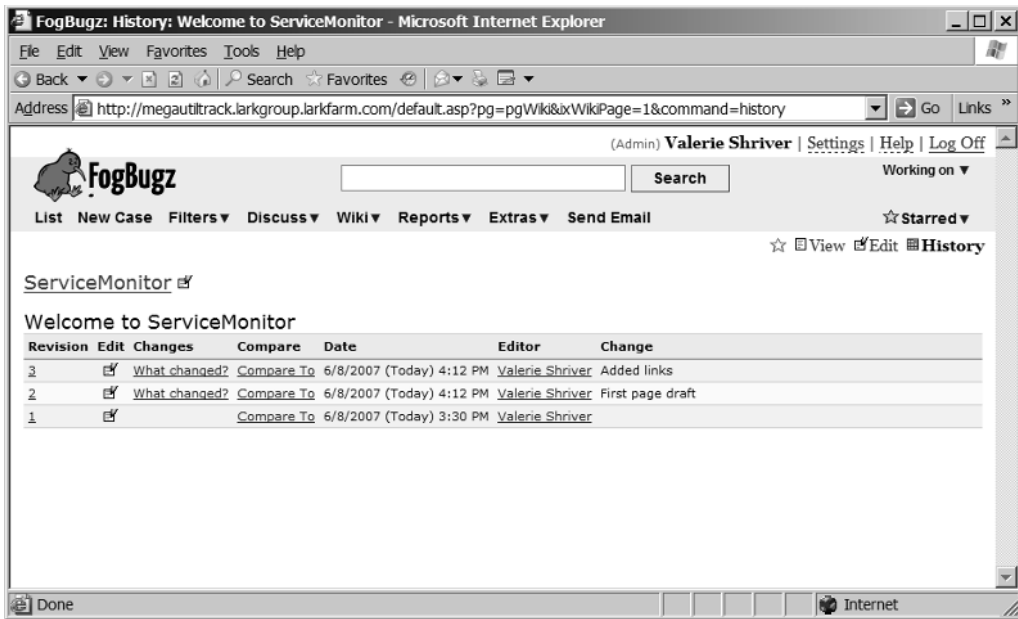 FogBugz: History: Welcome to ServiceMonitor - Microsoft Internet Explorer
File Edit View Favorites Tools Help
Back Search Favorites
Address http://megautiltrack.larkgroup.larkfarm.com/default.asp?pg=pgWiki&ixWikiPage=1&command=history Go Links »
(Admin) Valerie Shriver | Settings | Help | Log Off
FogBugz Search Working on ▼
List New Case Filters ▼ Discuss ▼ Wiki ▼ Reports ▼ Extras ▼ Send Email ☆ Starred ▼
☆ View Edit History
ServiceMonitor
Welcome to ServiceMonitor
Revision Edit Changes Compare Date Editor Change
3 What changed? Compare To 6/8/2007 (Today) 4:12 PM Valerie Shriver Added links
2 What changed? Compare To 6/8/2007 (Today) 4:12 PM Valerie Shriver First page draft
1 Compare To 6/8/2007 (Today) 3:30 PM Valerie Shriver
Done Internet